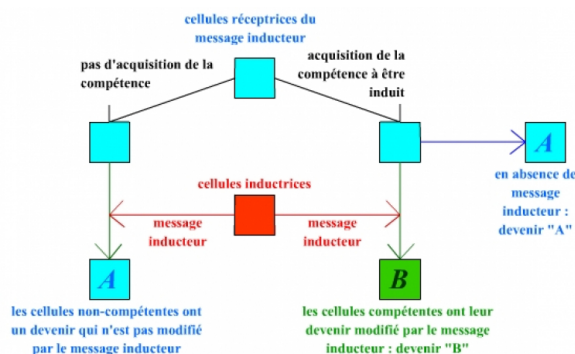 cellules réceptrices du
message inducteur
pas d'acquisition de la
compétence
acquisition de la
compétence à être
induit
A
en absence de
message
inducteur :
devenir "A"
cellules inductrices
message
inducteur
message
inducteur
A
B
les cellules non-compétentes ont
un devenir qui n'est pas modifié
par le message inducteur
les cellules compétentes ont leur
devenir modifié par le message
inducteur : devenir "B"